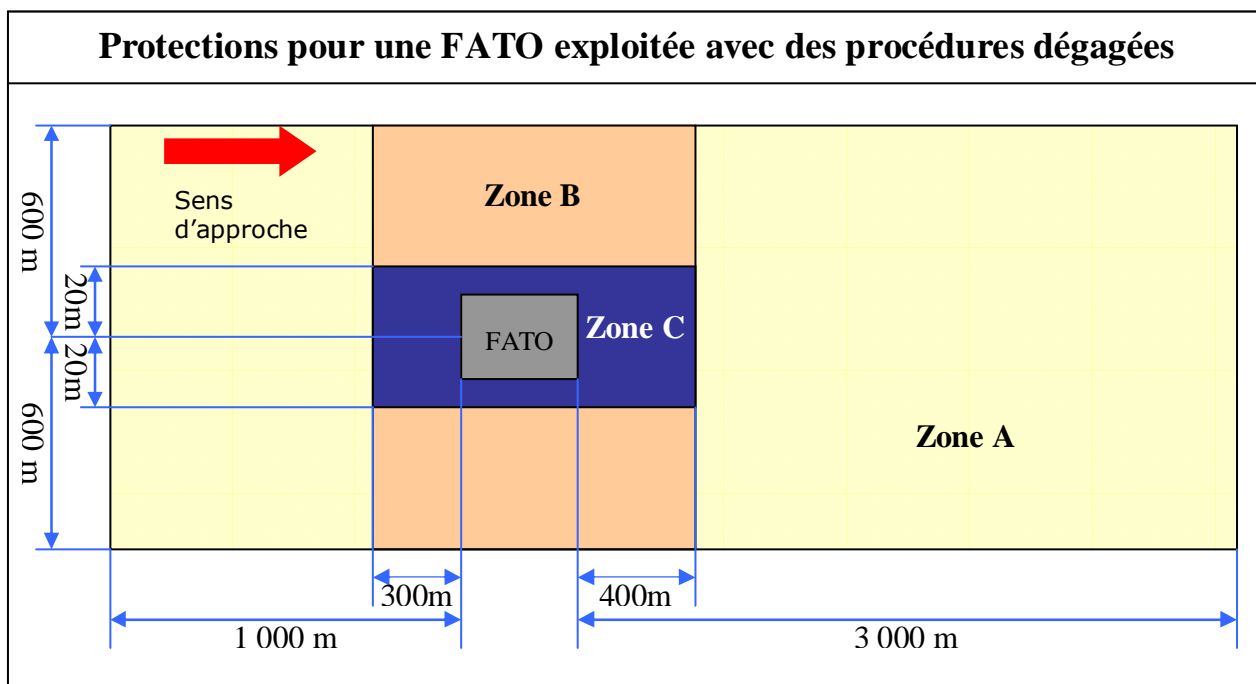 Protections pour une FATO exploitée avec des procédures dégagées
Sens
d'approche
Zone B
600 m
20m
Zone C
FATO
20m
600 m
Zone A
300m
400m
1 000 m
3 000 m